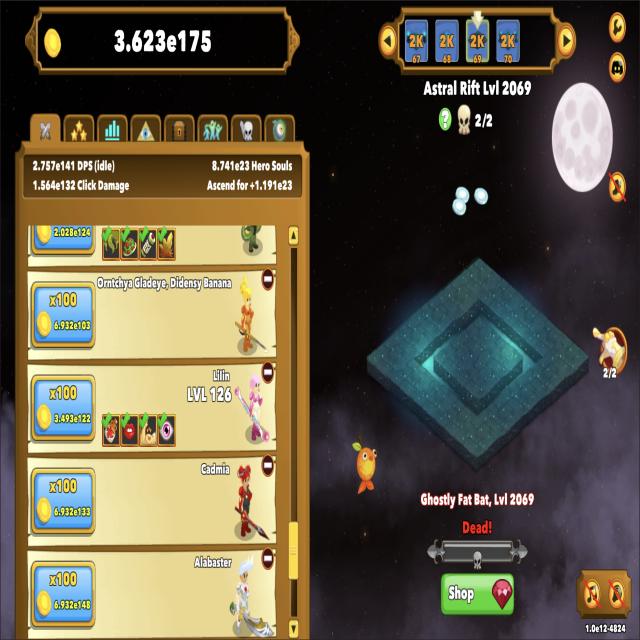 3.623e175
2K
67
2K
68
2K
69
2K
70
Astral Rift Lvl 2069
? 2/2
2.757e141 DPS (idle)
8.741e23 Hero Souls
1.564e132 Click Damage
Ascend for +1.191e23
2.028e124
Orntchya Gladeye, Didensy Banana
x100
6.932e103
Lilin
LVL 126
x100
3.493e122
Cadmia
x100
6.932e133
Alabaster
x100
6.932e148
2/2
Ghostly Fat Bat, Lvl 2069
Dead!
Shop
1.0e12-4824